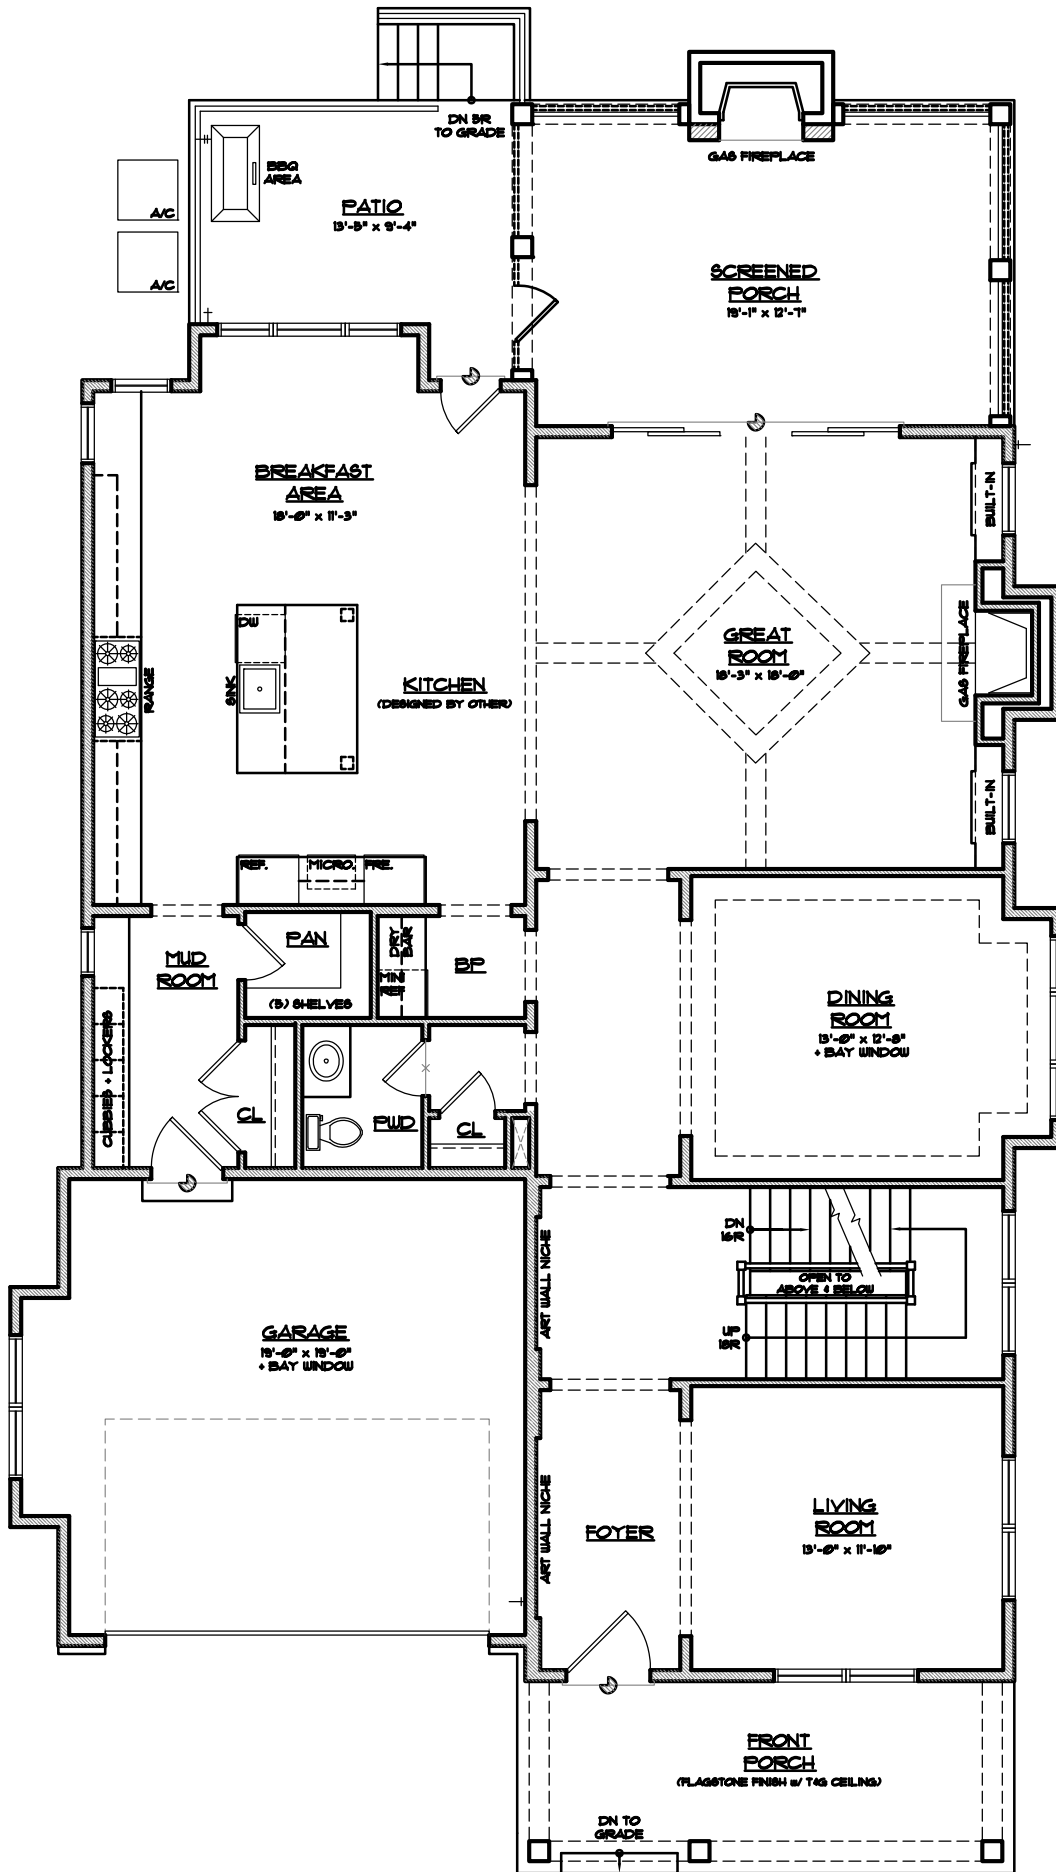 DN 5R
TO GRADE
GAS FIREPLACE
BBQ
AREA
A/C
A/C
PATIO
13'-5" x 9'-4"
SCREENED
PORCH
19'-1" x 12'-7"
BREAKFAST
AREA
18'-0" x 11'-3"
BUILT-IN
DW
SINK
RANGE
KITCHEN
(DESIGNED BY OTHER)
GREAT
ROOM
18'-3" x 18'-0"
GAS FIREPLACE
BUILT-IN
REF.
MICRO.
FRE.
MUD
ROOM
PAN
(5) SHELVES
DRY
BAR
MINI
REF
BP
DINING
ROOM
13'-0" x 12'-8"
+ BAY WINDOW
CUBBIES + LOCKERS
CL
PWD
CL
ART WALL NICHE
DN
16R
OPEN TO
ABOVE & BELOW
UP
18R
GARAGE
19'-0" x 19'-0"
+ BAY WINDOW
ART WALL NICHE
FOYER
LIVING
ROOM
13'-0" x 11'-10"
FRONT
PORCH
(FLAGSTONE FINISH w/ T&G CEILING)
DN TO
GRADE